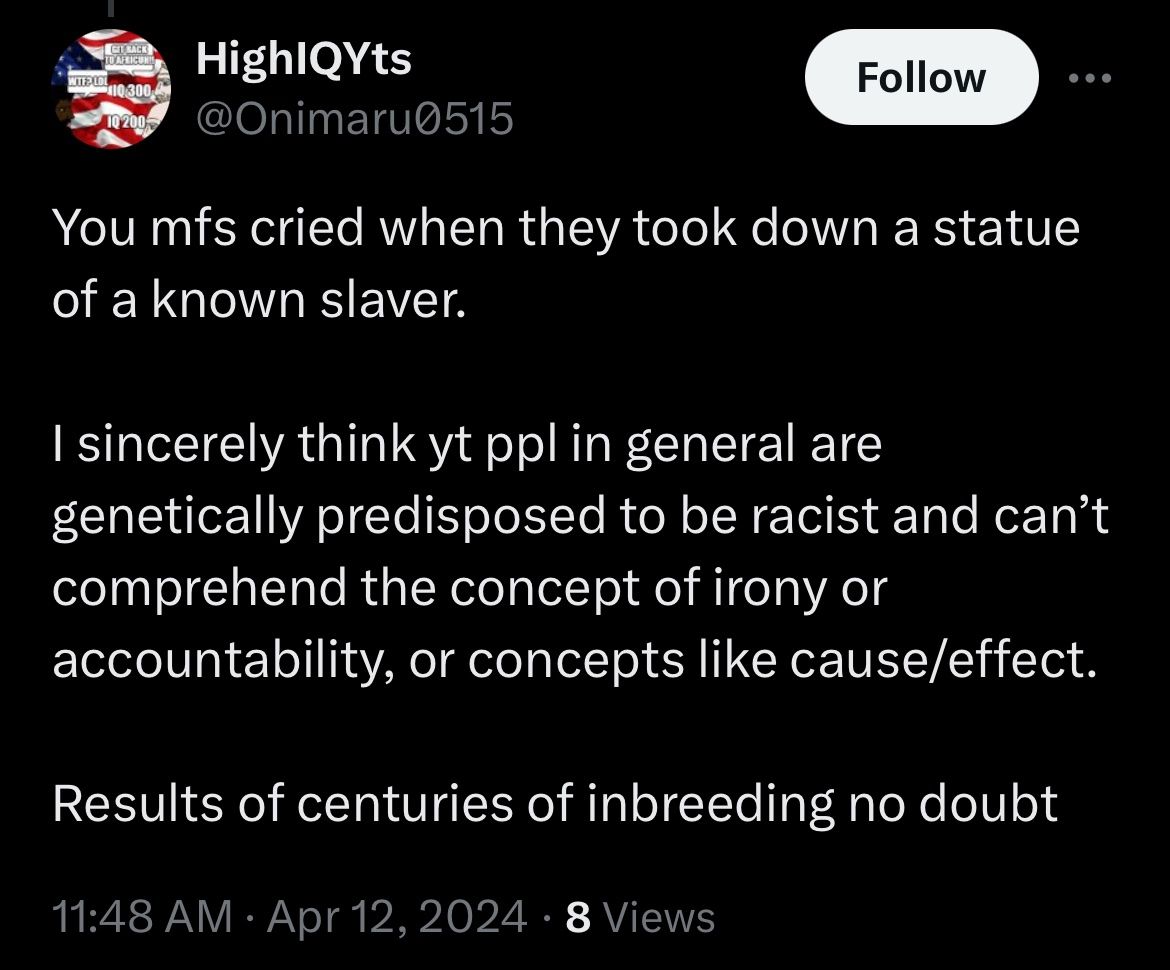 GIT BACK
TO AFRICUH!!
WTF? LOL
IQ 300
IQ 200
HighIQYts
Follow
@Onimaru0515
You mfs cried when they took down a statue
of a known slaver.
I sincerely think yt ppl in general are
genetically predisposed to be racist and can’t
comprehend the concept of irony or
accountability, or concepts like cause/effect.
Results of centuries of inbreeding no doubt
11:48 AM · Apr 12, 2024 · 8 Views